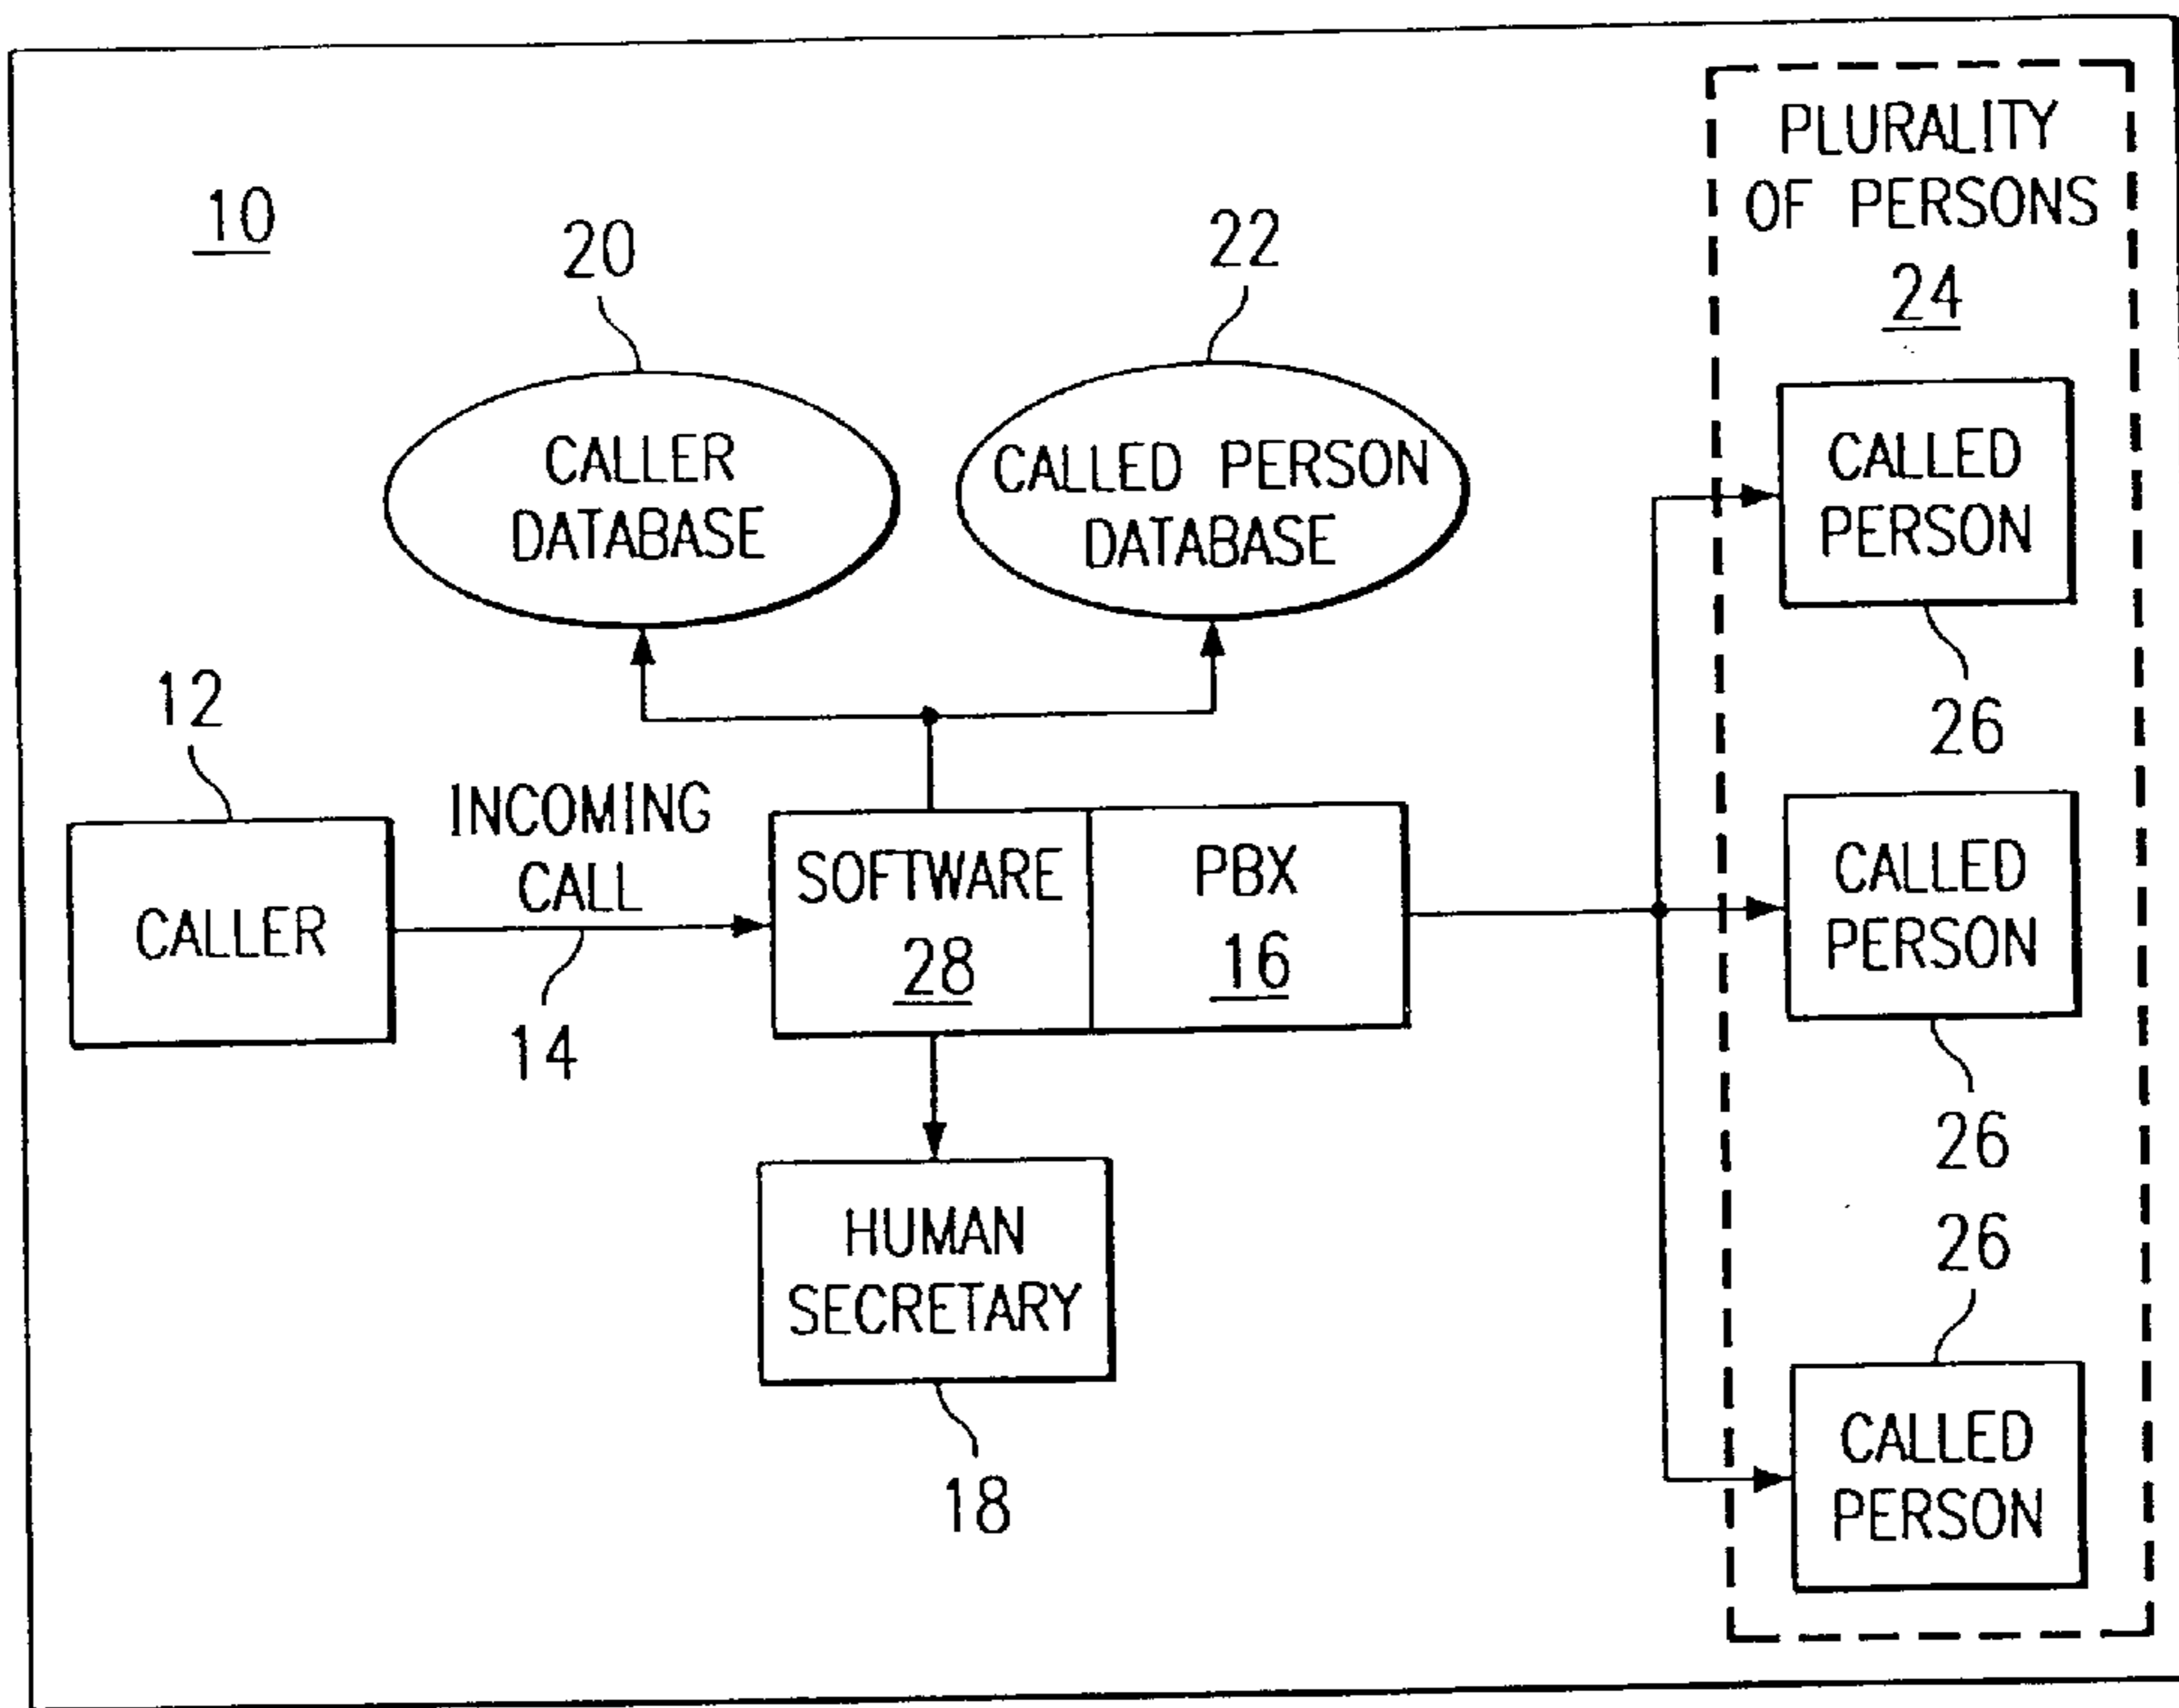 10
20
22
PLURALITY
OF PERSONS
24
CALLER
DATABASE
CALLED PERSON
DATABASE
CALLED
PERSON
26
12
INCOMING
CALL
14
CALLER
SOFTWARE
28
PBX
16
CALLED
PERSON
26
HUMAN
SECRETARY
18
26
CALLED
PERSON